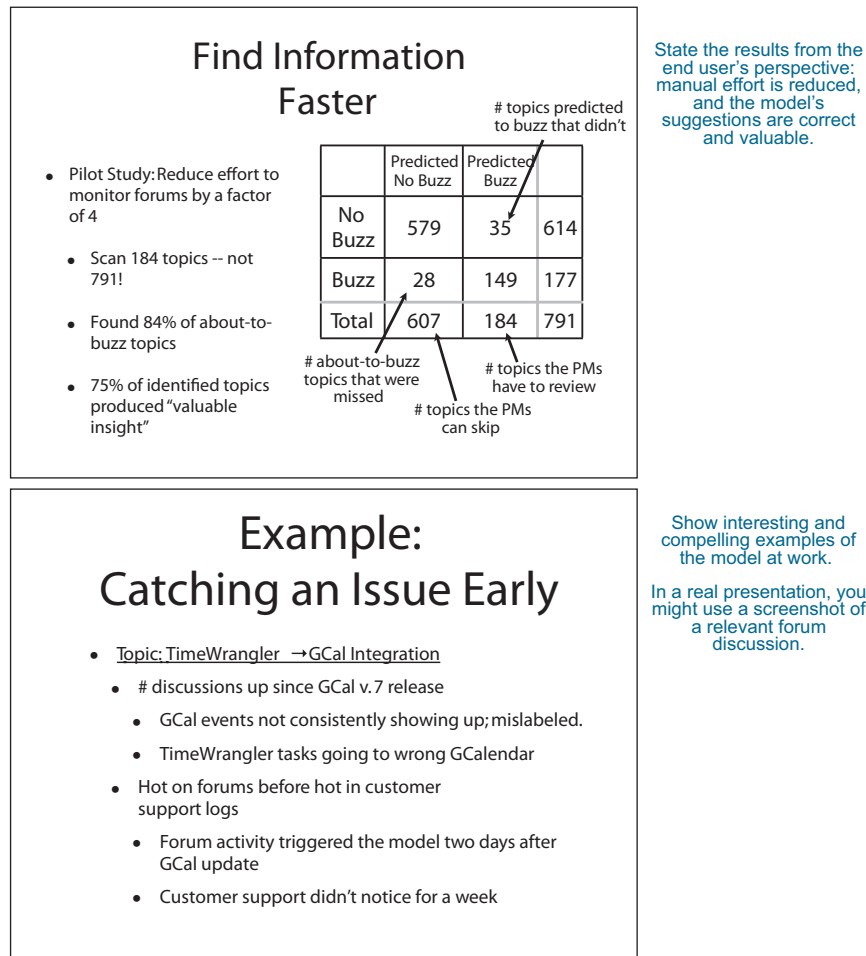 Find Information
Faster
State the results from the
end user's perspective:
manual effort is reduced,
and the model's
suggestions are correct
and valuable.
# topics predicted
to buzz that didn't
• Pilot Study: Reduce effort to
monitor forums by a factor
of 4
• Scan 184 topics -- not
791!
• Found 84% of about-to-
buzz topics
• 75% of identified topics
produced "valuable
insight"
Predicted Predicted
No Buzz Buzz
No
Buzz 579 35 614
Buzz 28 149 177
Total 607 184 791
# about-to-buzz
topics that were
missed
# topics the PMs
can skip
# topics the PMs
have to review
Example:
Catching an Issue Early
Show interesting and
compelling examples of
the model at work.
In a real presentation, you
might use a screenshot of
a relevant forum
discussion.
• Topic: TimeWrangler →GCal Integration
• # discussions up since GCal v. 7 release
• GCal events not consistently showing up; mislabeled.
• TimeWrangler tasks going to wrong GCalendar
• Hot on forums before hot in customer
support logs
• Forum activity triggered the model two days after
GCal update
• Customer support didn't notice for a week